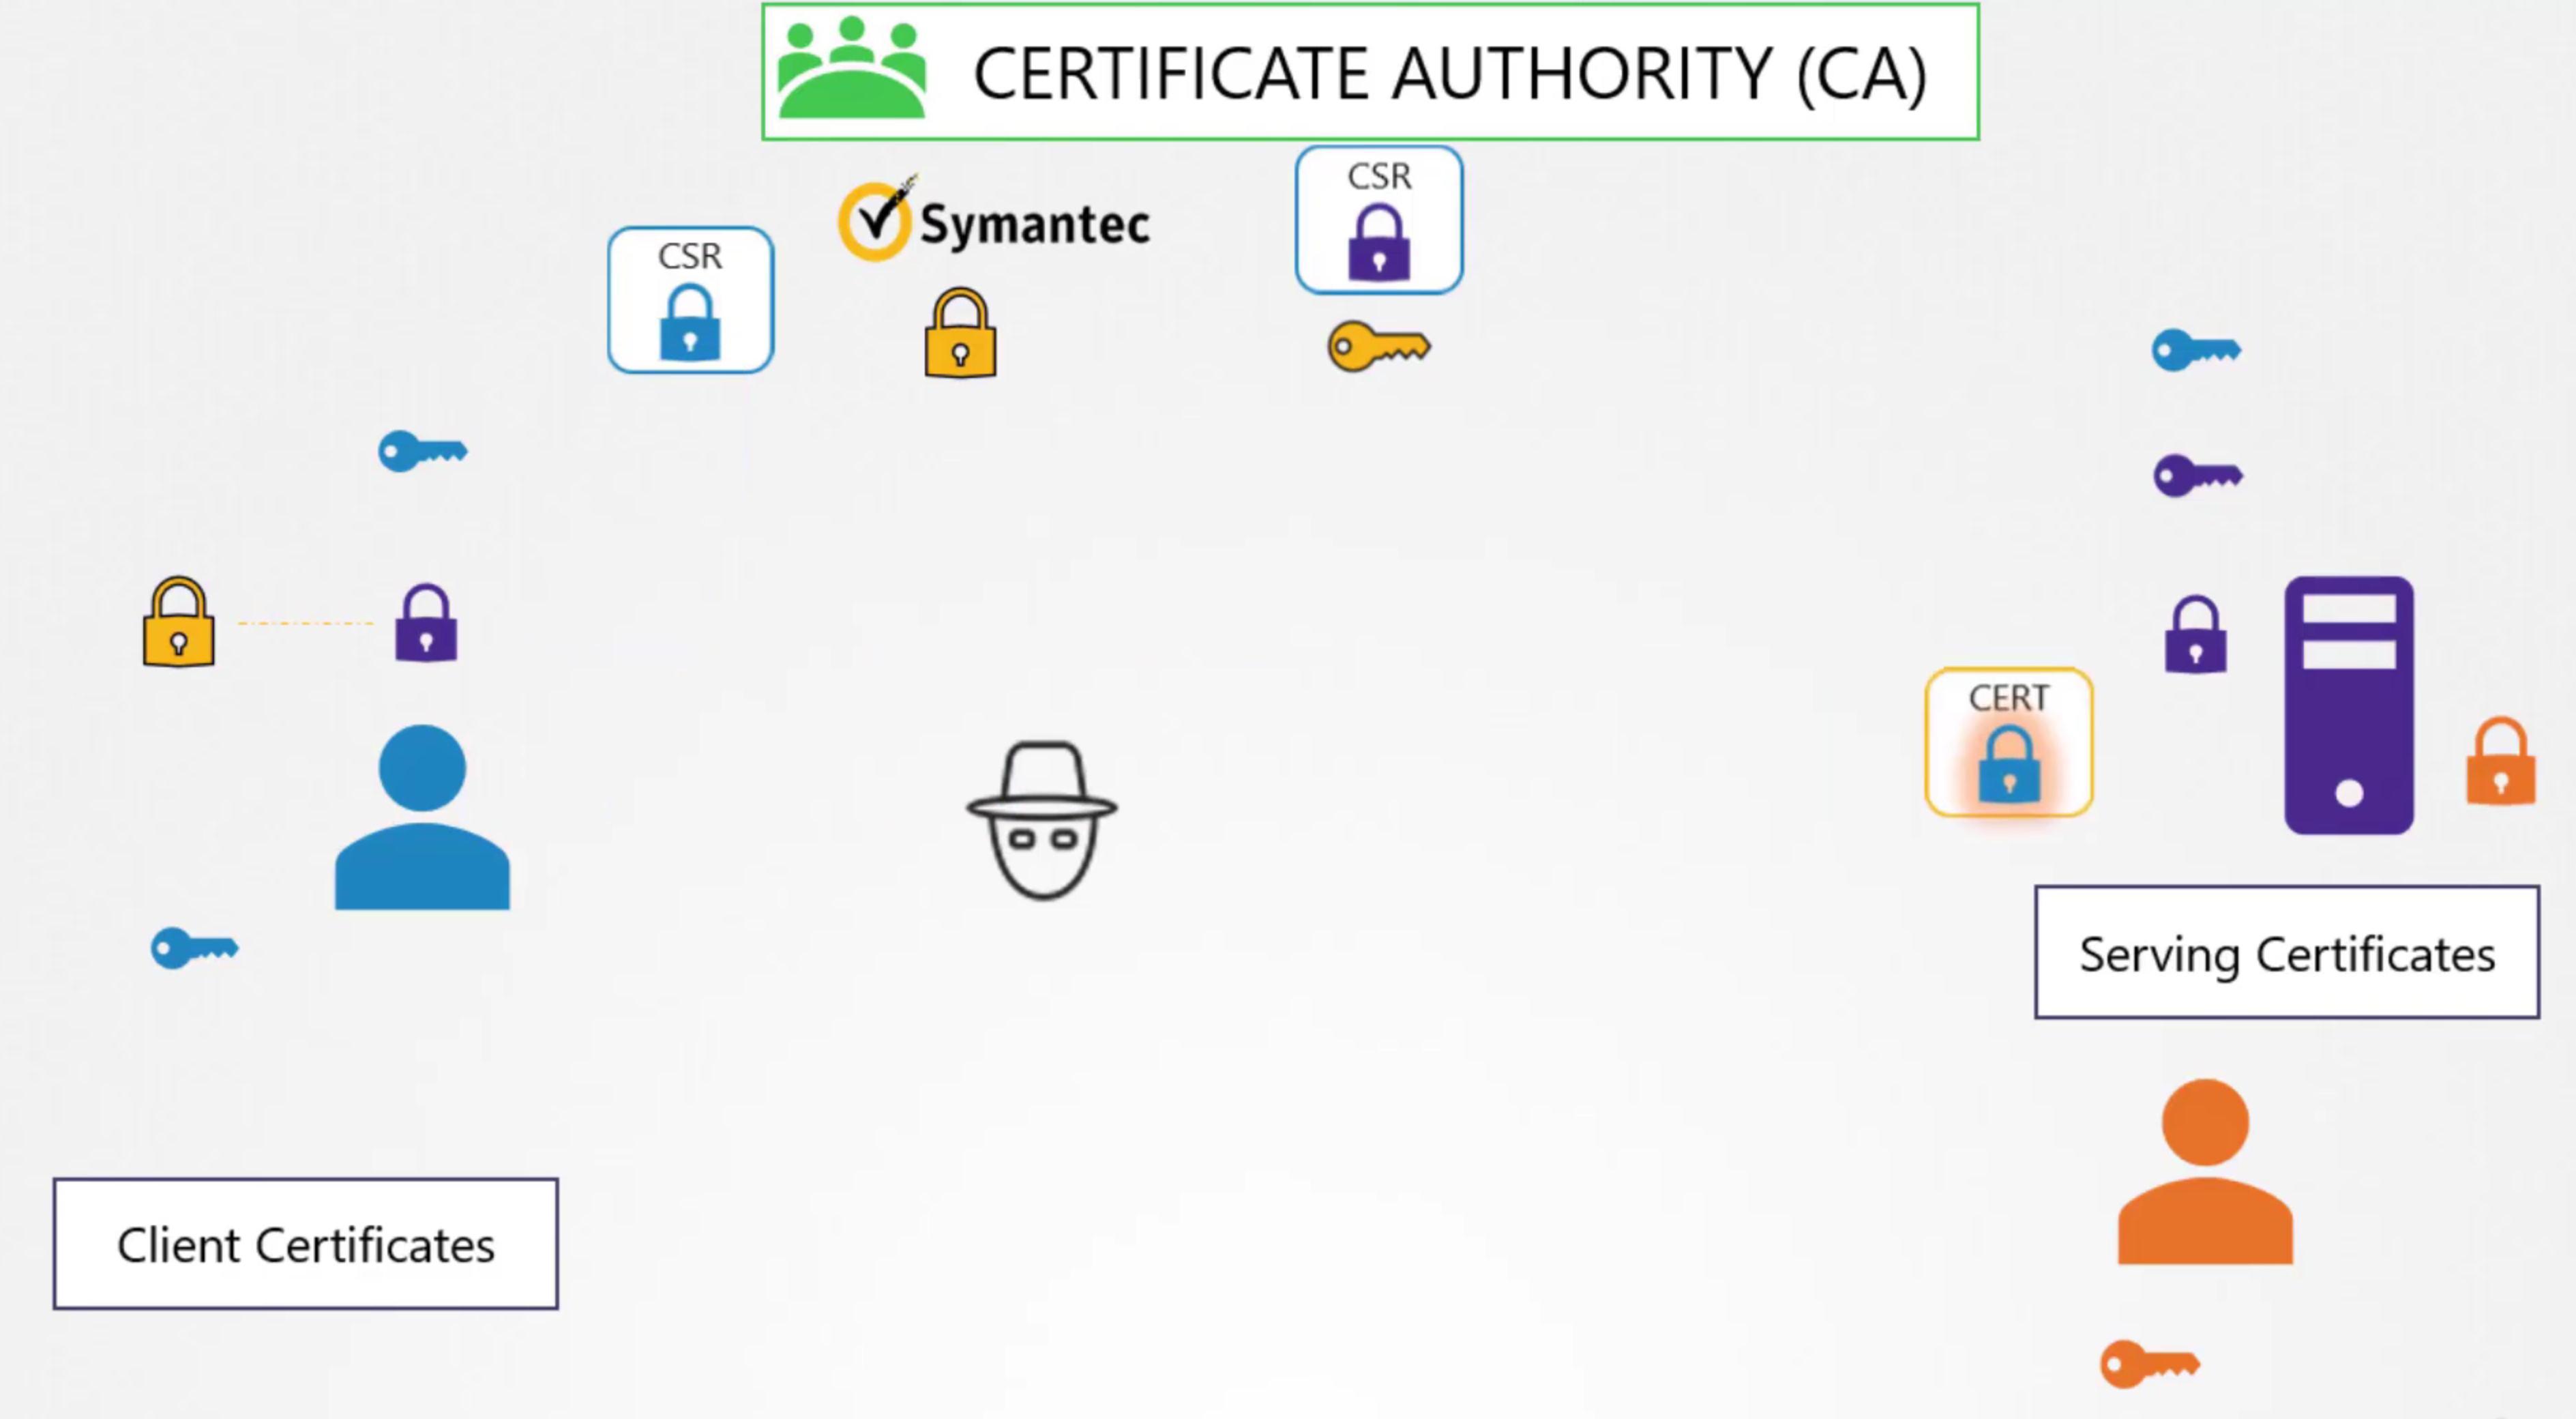 CERTIFICATE AUTHORITY (CA)
CSR
Symantec
CSR
CERT
Serving Certificates
Client Certificates